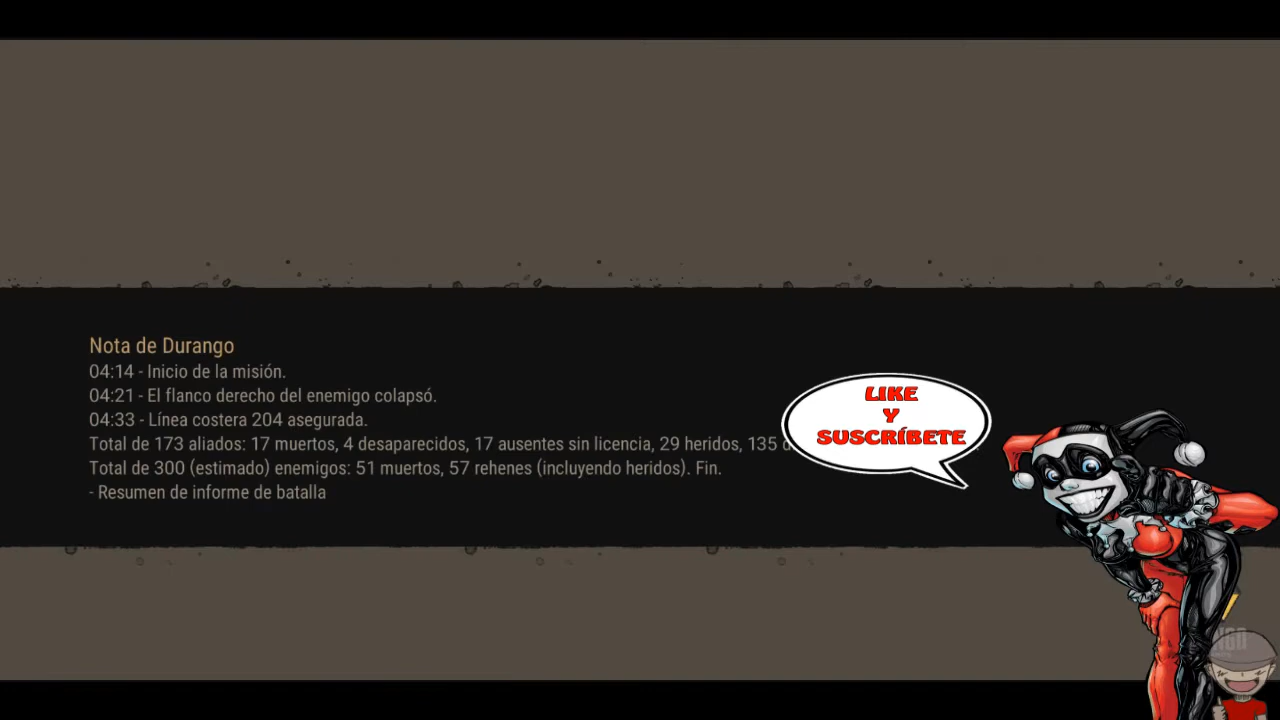 Nota de Durango
04:14 - Inicio de la misión.
04:21 - El flanco derecho del enemigo colapsó.
04:33 - Línea costera 204 asegurada.
Total de 173 aliados: 17 muertos, 4 desaparecidos, 17 ausentes sin licencia, 29 heridos, 135
Total de 300 (estimado) enemigos: 51 muertos, 57 rehenes (incluyendo heridos). Fin.
- Resumen de informe de batalla
LIKE
Y
SUSCRÍBETE